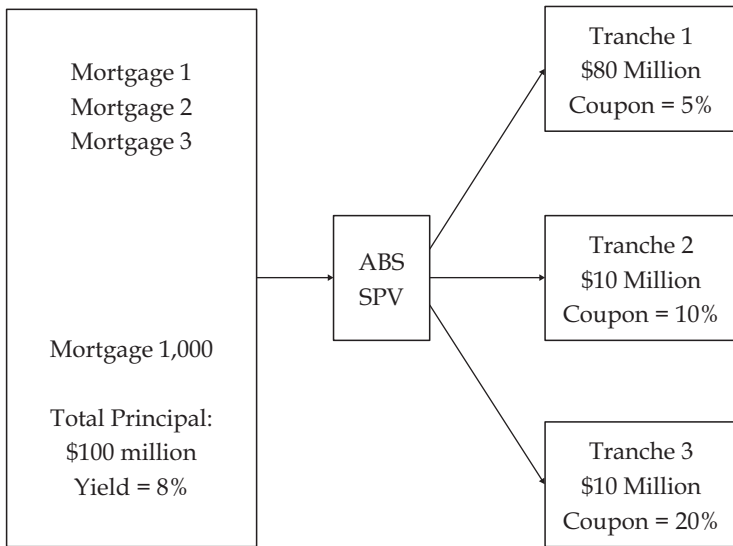 Mortgage 1
Mortgage 2
Mortgage 3
Mortgage 1,000
Total Principal:
$100 million
Yield = 8%
ABS
SPV
Tranche 1
$80 Million
Coupon = 5%
Tranche 2
$10 Million
Coupon = 10%
Tranche 3
$10 Million
Coupon = 20%